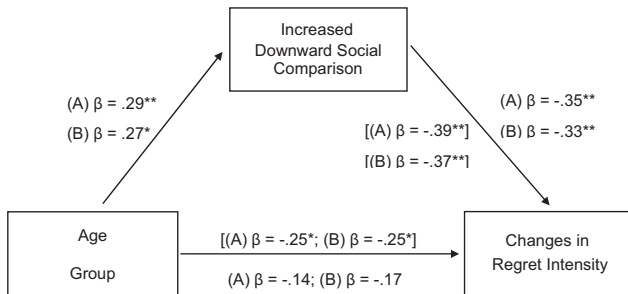 Increased
Downward Social
Comparison
(A) β = .29**
(B) β = .27*
(A) β = -.35**
(B) β = -.33**
[(A) β = -.39**]
[(B) β = -.37**]
Age
Group
[(A) β = -.25*; (B) β = -.25*]
(A) β = -.14; (B) β = -.17
Changes in
Regret Intensity